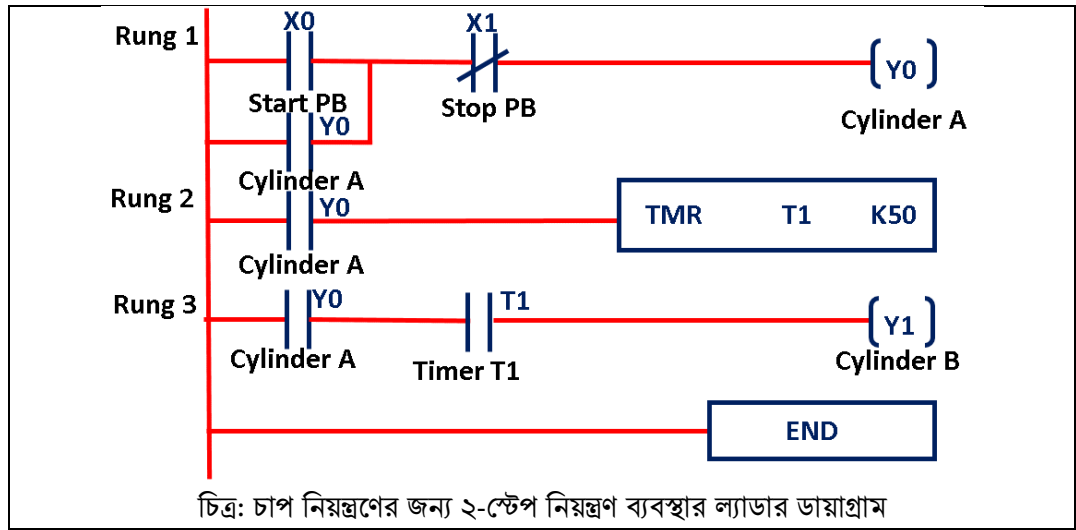 X0 X1
Rung 1
Y0
Start PB Stop PB
Y0 Cylinder A
Cylinder A
Rung 2 Y0 TMR T1 K50
Cylinder A
Rung 3 Y0 T1
Y1
Cylinder A Timer T1 Cylinder B
END
চিত্র: চাপ নিয়ন্ত্রণের জন্য ২-স্টেপ নিয়ন্ত্রণ ব্যবস্থার ল্যাডার ডায়াগ্রাম